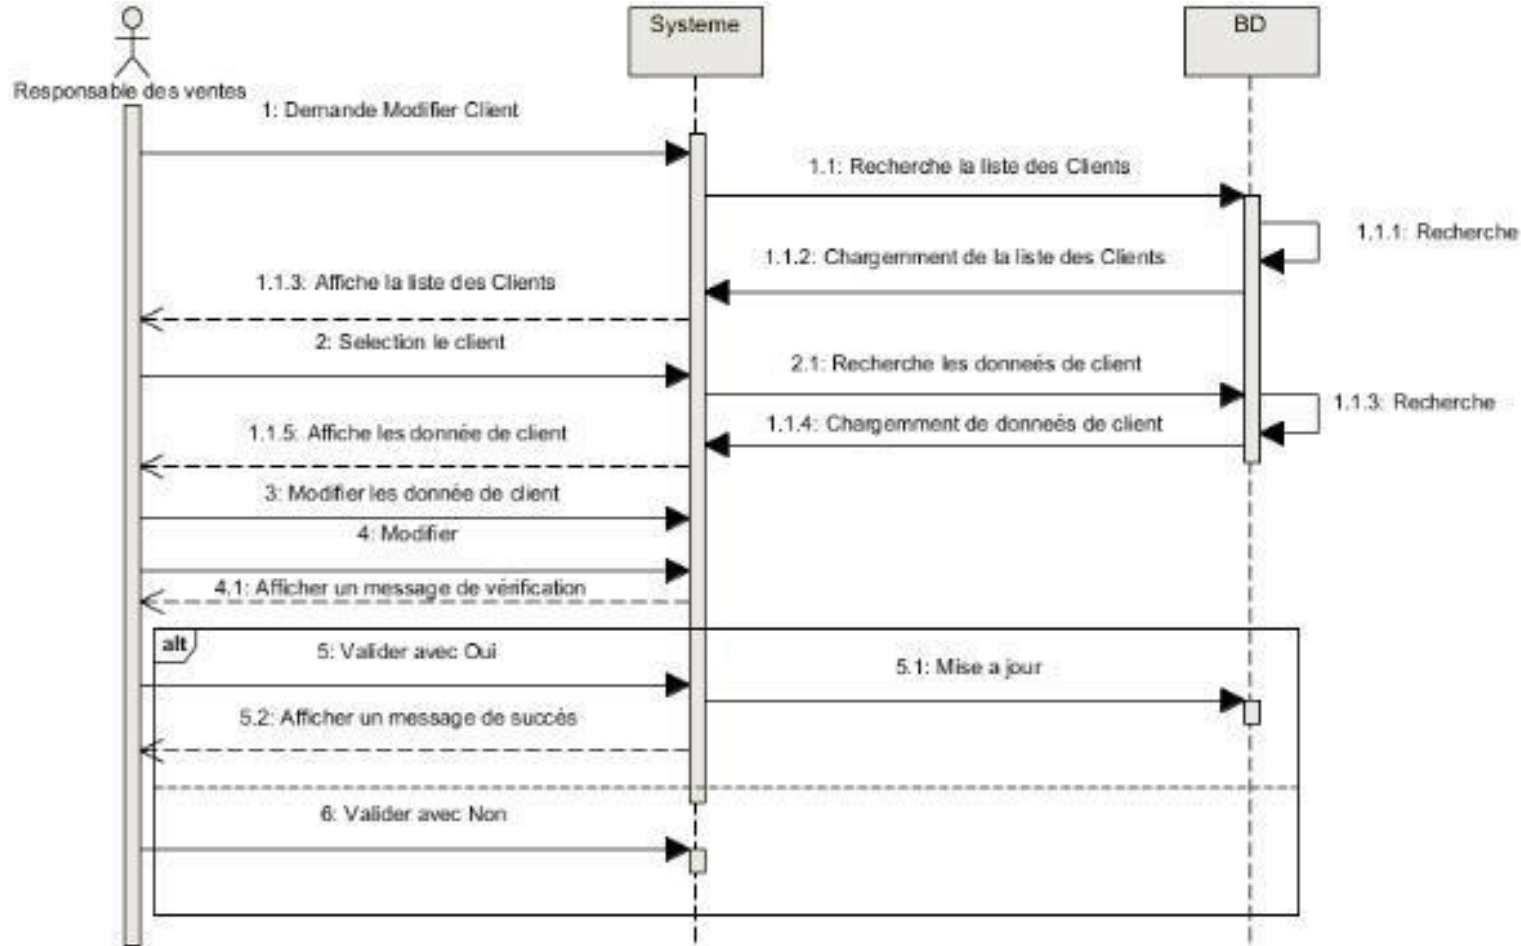 Systeme
BD
Responsable des ventes
1: Demande Modifier Client
1.1: Recherche la liste des Clients
1.1.1: Recherche
1.1.2: Chargemment de la liste des Clients
1.1.3: Affiche la liste des Clients
2: Selection le client
2.1: Recherche les donneés de client
1.1.3: Recherche
1.1.4: Chargemment de donneés de client
1.1.5: Affiche les donnée de client
3: Modifier les donnée de client
4: Modifier
4.1: Afficher un message de vérification
alt
5: Valider avec Oui
5.1: Mise a jour
5.2: Afficher un message de succés
6: Valider avec Non